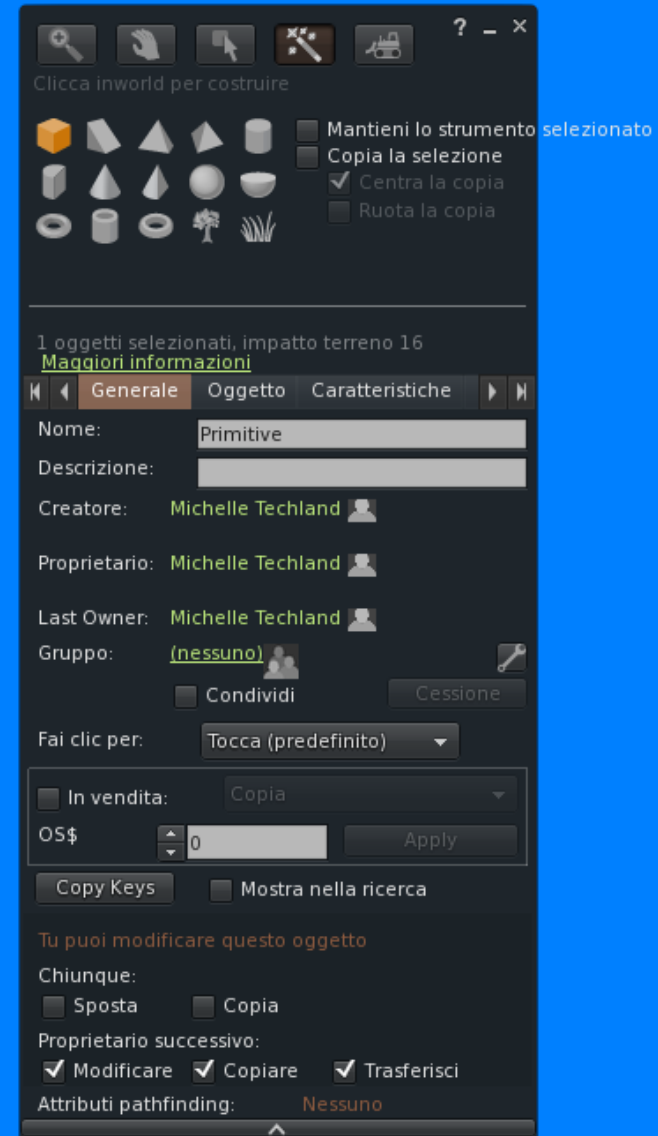 ? – ×
Clicca inworld per costruire
Mantieni lo strumento selezionato
Copia la selezione
Centra la copia
Ruota la copia
1 oggetti selezionati, impatto terreno 16
Maggiori informazioni
Generale Oggetto Caratteristiche
Nome: Primitive
Descrizione:
Creatore: Michelle Techland
Proprietario: Michelle Techland
Last Owner: Michelle Techland
Gruppo: (nessuno)
Condividi Cessione
Fai clic per: Tocca (predefinito)
In vendita: Copia
OS$ 0 Apply
Copy Keys Mostra nella ricerca
Tu puoi modificare questo oggetto
Chiunque:
Sposta Copia
Proprietario successivo:
Modificare Copiare Trasferisci
Attributi pathfinding: Nessuno